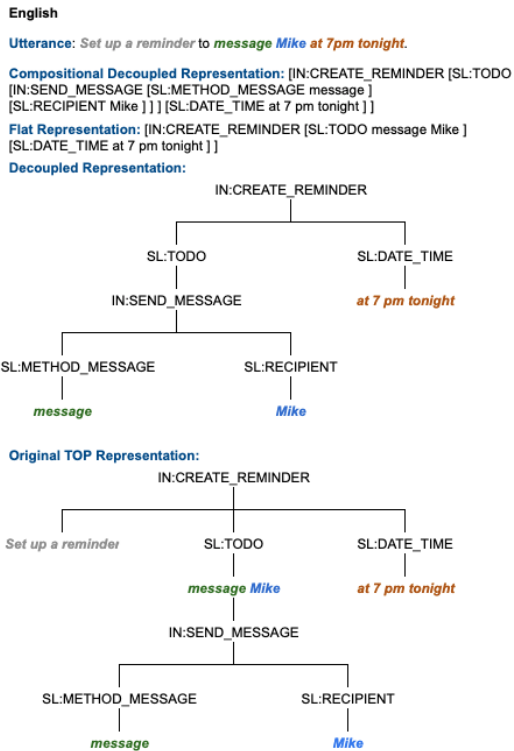 English
Utterance: Set up a reminder to message Mike at 7pm tonight.
Compositional Decoupled Representation: [IN:CREATE_REMINDER [SL:TODO
[IN:SEND_MESSAGE [SL:METHOD_MESSAGE message ]
[SL:RECIPIENT Mike ] ] ] [SL:DATE_TIME at 7 pm tonight ] ]
Flat Representation: [IN:CREATE_REMINDER [SL:TODO message Mike ]
[SL:DATE_TIME at 7 pm tonight ] ]
Decoupled Representation:
IN:CREATE_REMINDER
SL:TODO SL:DATE_TIME
IN:SEND_MESSAGE at 7 pm tonight
SL:METHOD_MESSAGE SL:RECIPIENT
message Mike
Original TOP Representation:
IN:CREATE_REMINDER
Set up a reminder SL:TODO SL:DATE_TIME
message Mike at 7 pm tonight
IN:SEND_MESSAGE
SL:METHOD_MESSAGE SL:RECIPIENT
message Mike